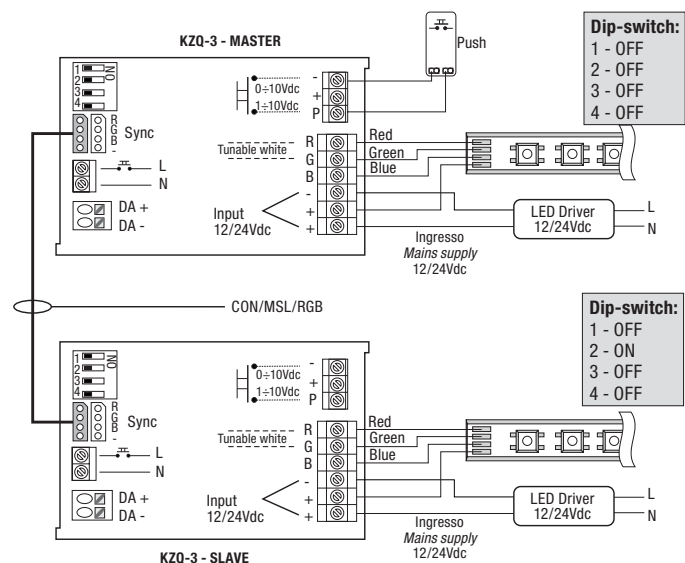 KZQ-3 - MASTER
Push
Dip-switch:
1 - OFF
2 - OFF
3 - OFF
4 - OFF
1
2
3
4
ON
0÷10Vdc
1÷10Vdc
-
+
P
R
G
B
-
Sync
L
N
DA +
DA -
Tunable white
R
G
B
-
+
+
Red
Green
Blue
Input
12/24Vdc
LED Driver
12/24Vdc
L
N
Ingresso
Mains supply
12/24Vdc
CON/MSL/RGB
Dip-switch:
1 - OFF
2 - ON
3 - OFF
4 - OFF
1
2
3
4
ON
0÷10Vdc
1÷10Vdc
-
+
P
R
G
B
-
Sync
L
N
DA +
DA -
Tunable white
R
G
B
-
+
+
Red
Green
Blue
Input
12/24Vdc
LED Driver
12/24Vdc
L
N
Ingresso
Mains supply
12/24Vdc
KZQ-3 - SLAVE